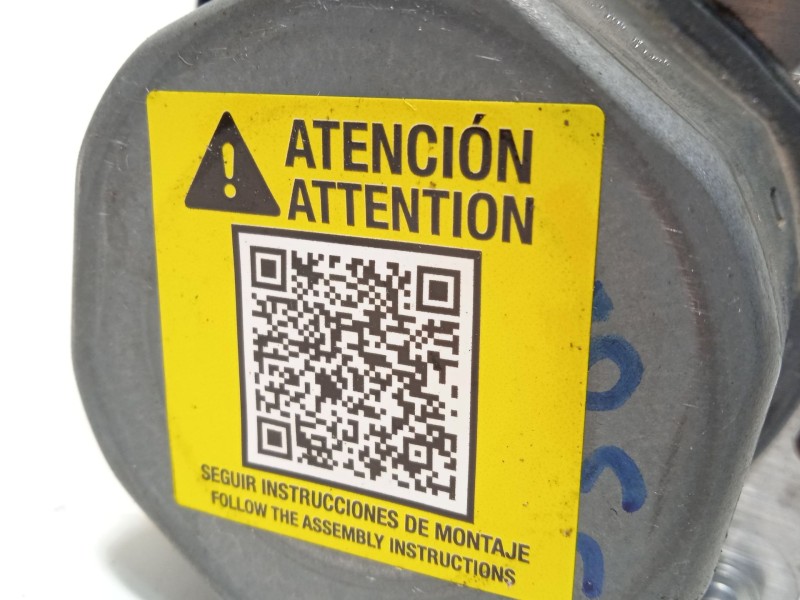 ATENCIÓN
ATTENTION
SEGUIR INSTRUCCIONES DE MONTAJE
FOLLOW THE ASSEMBLY INSTRUCTIONS